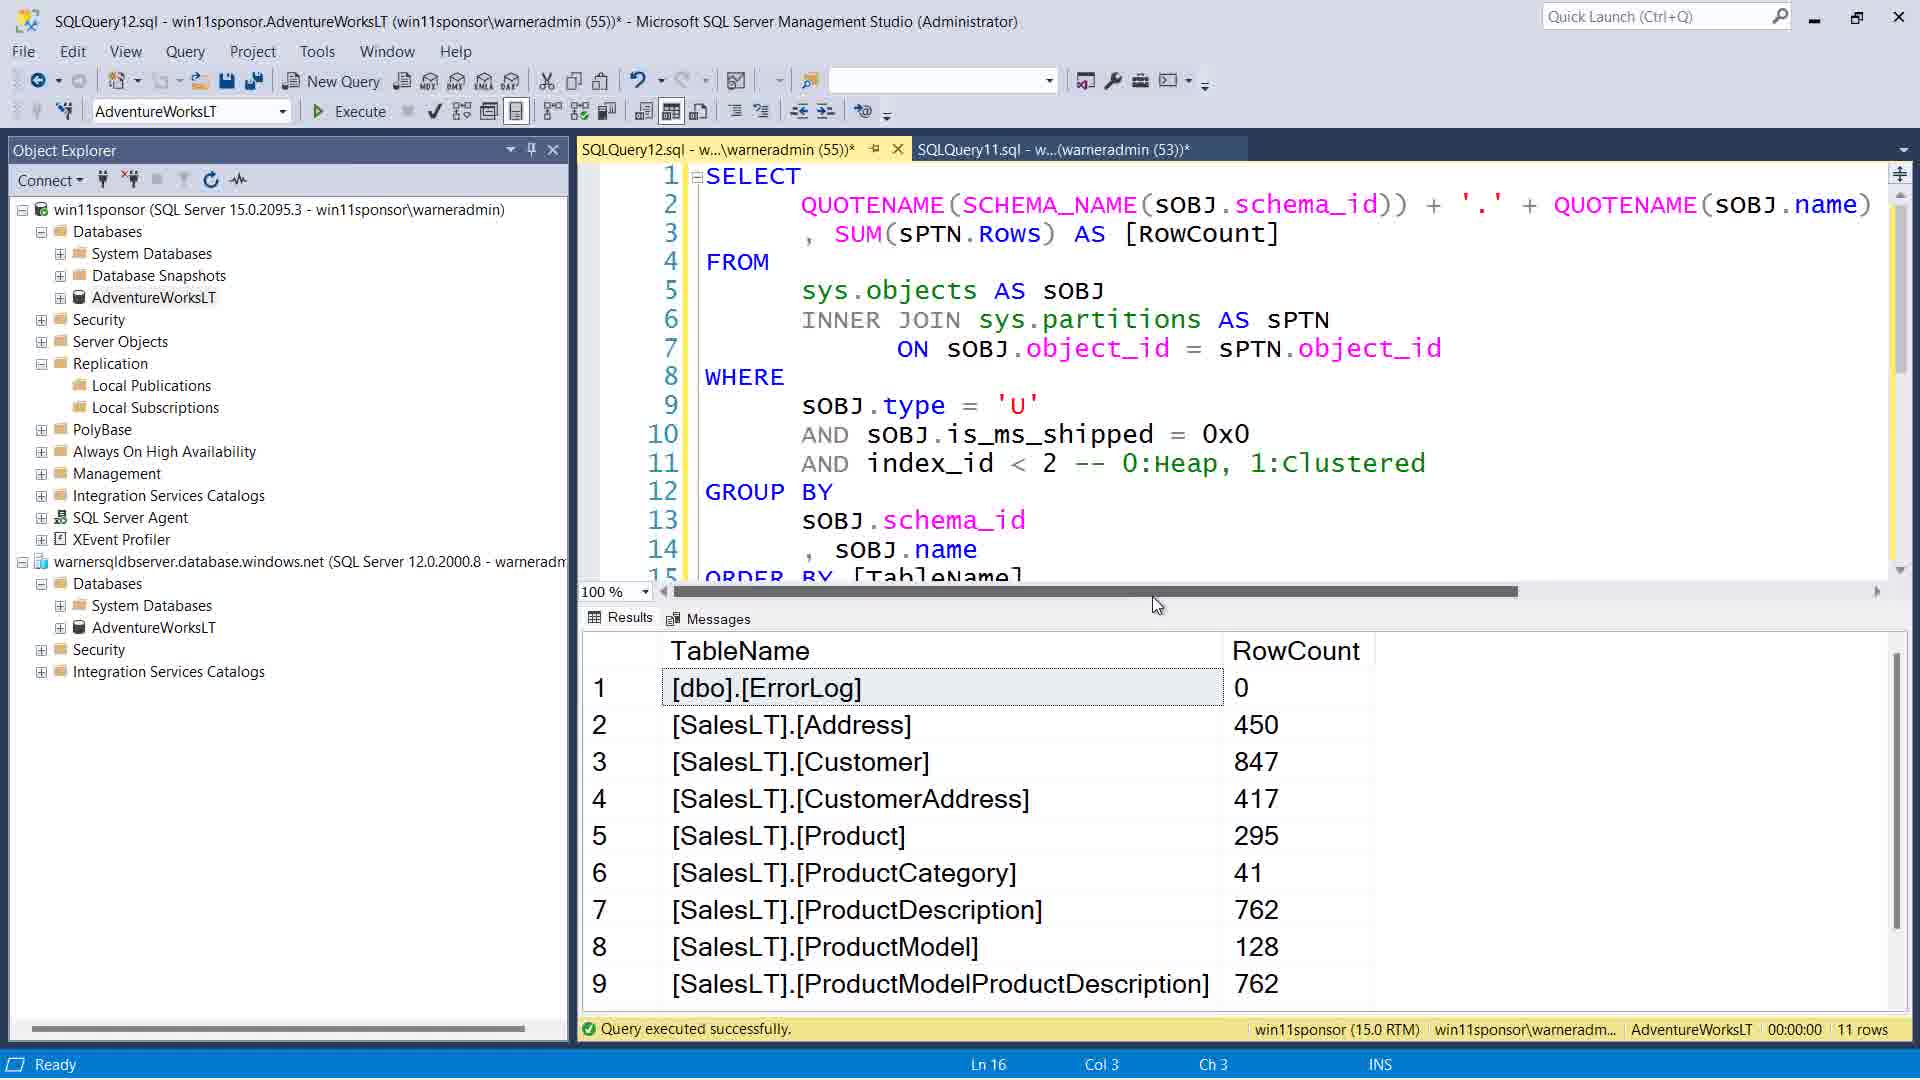 SQLQuery12.sql - win11sponsor.AdventureWorksLT (win11sponsor\warneradmin (55))* - Microsoft SQL Server Management Studio (Administrator)
Quick Launch (Ctrl+Q)
File Edit View Query Project Tools Window Help
New Query
MDX DMX XMLA DAX
AdventureWorksLT
Execute
Object Explorer
Connect
win11sponsor (SQL Server 15.0.2095.3 - win11sponsor\warneradmin)
Databases
System Databases
Database Snapshots
AdventureWorksLT
Security
Server Objects
Replication
Local Publications
Local Subscriptions
PolyBase
Always On High Availability
Management
Integration Services Catalogs
SQL Server Agent
XEvent Profiler
warnersqldbserver.database.windows.net (SQL Server 12.0.2000.8 - warneradm
Databases
System Databases
AdventureWorksLT
Security
Integration Services Catalogs
SQLQuery12.sql - w...\warneradmin (55))*
SQLQuery11.sql - w...(warneradmin (53))*
1 SELECT
2 QUOTENAME(SCHEMA_NAME(sOBJ.schema_id)) + '.' + QUOTENAME(sOBJ.name)
3 , SUM(sPTN.Rows) AS [RowCount]
4 FROM
5 sys.objects AS sOBJ
6 INNER JOIN sys.partitions AS sPTN
7 ON sOBJ.object_id = sPTN.object_id
8 WHERE
9 sOBJ.type = 'U'
10 AND sOBJ.is_ms_shipped = 0x0
11 AND index_id < 2 -- 0:Heap, 1:Clustered
12 GROUP BY
13 sOBJ.schema_id
14 , sOBJ.name
15 ORDER BY [TableName]
100 %
Results Messages
TableName RowCount
1 [dbo].[ErrorLog] 0
2 [SalesLT].[Address] 450
3 [SalesLT].[Customer] 847
4 [SalesLT].[CustomerAddress] 417
5 [SalesLT].[Product] 295
6 [SalesLT].[ProductCategory] 41
7 [SalesLT].[ProductDescription] 762
8 [SalesLT].[ProductModel] 128
9 [SalesLT].[ProductModelProductDescription] 762
Query executed successfully.
win11sponsor (15.0 RTM) win11sponsor\warneradm... AdventureWorksLT 00:00:00 11 rows
Ready
Ln 16 Col 3 Ch 3 INS